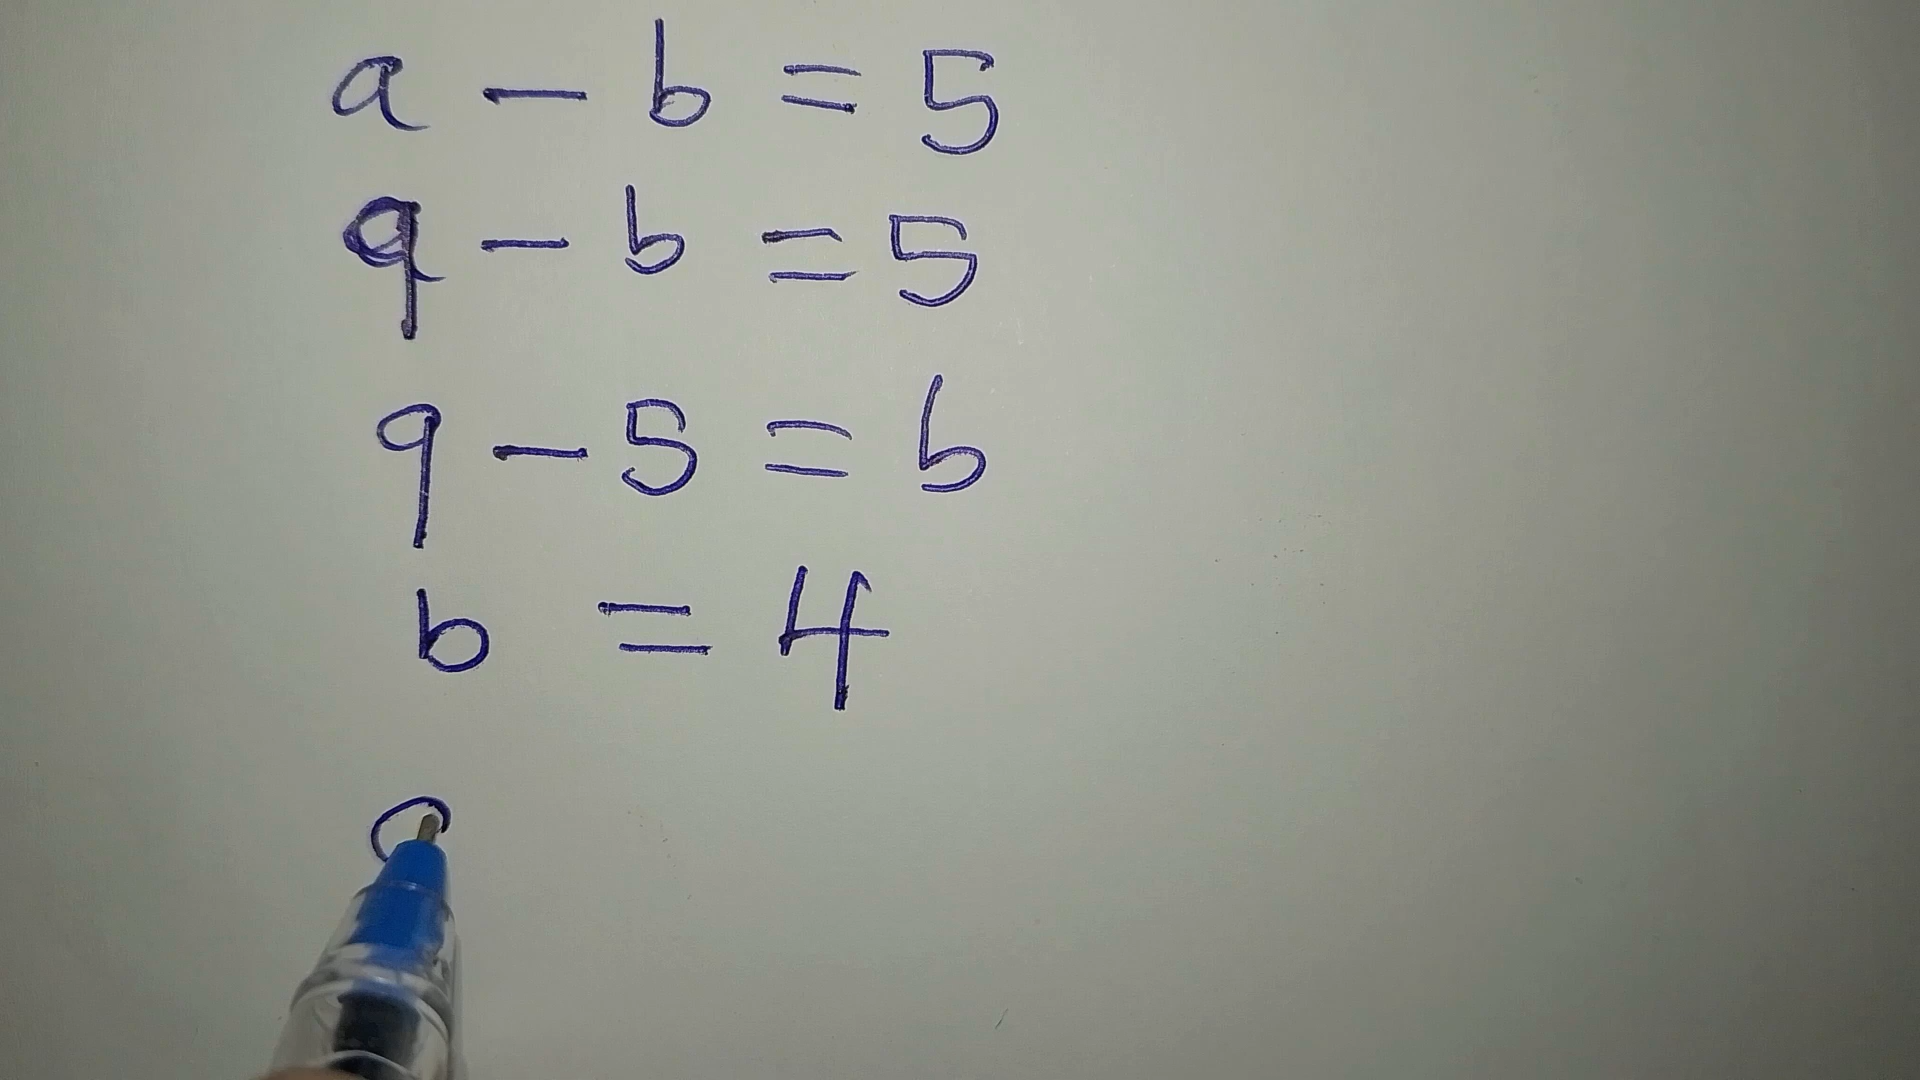 a - b = 5
9 - b = 5
9 - 5 = b
b = 4